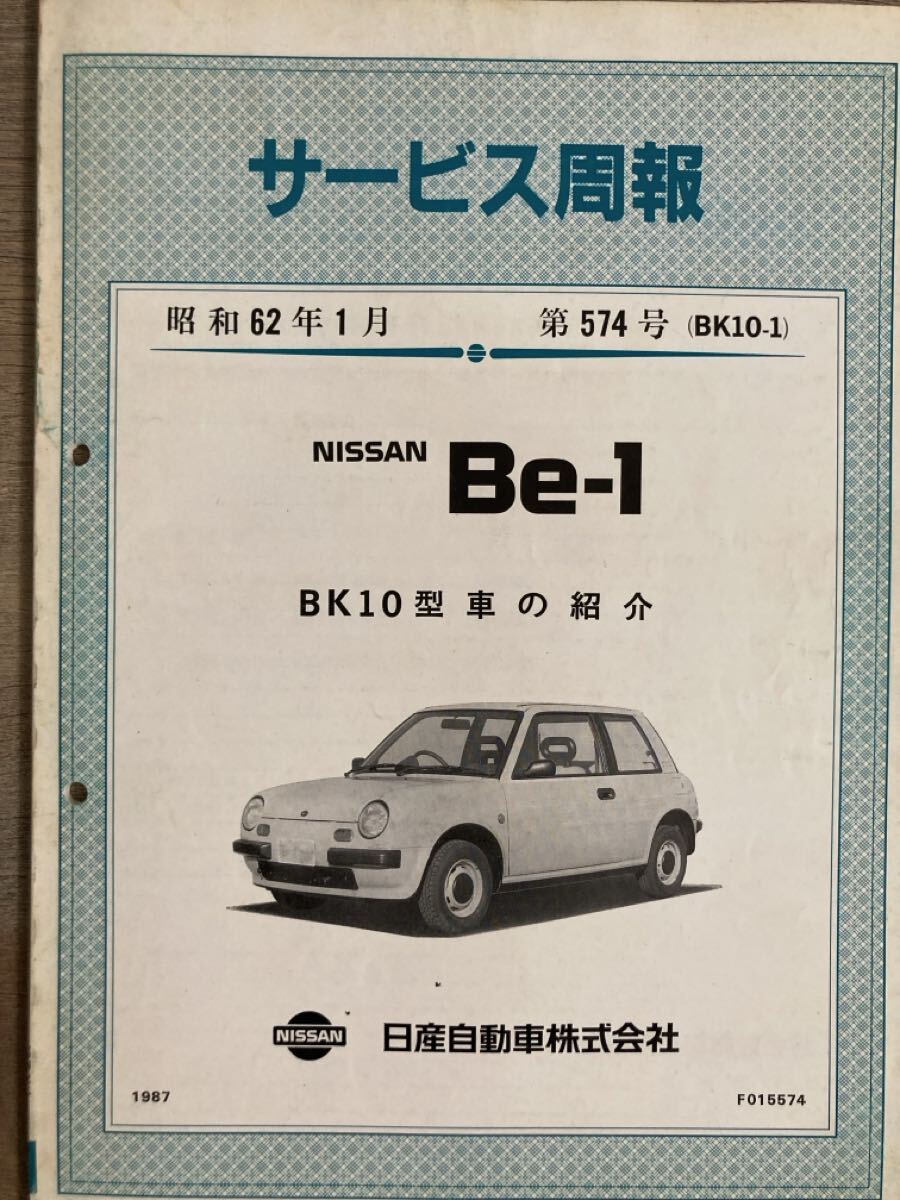 サービス周報
昭和62年1月 第574号 (BK10-1)
NISSAN Be-1
BK10型車の紹介
NISSAN 日産自動車株式会社
1987 F015574